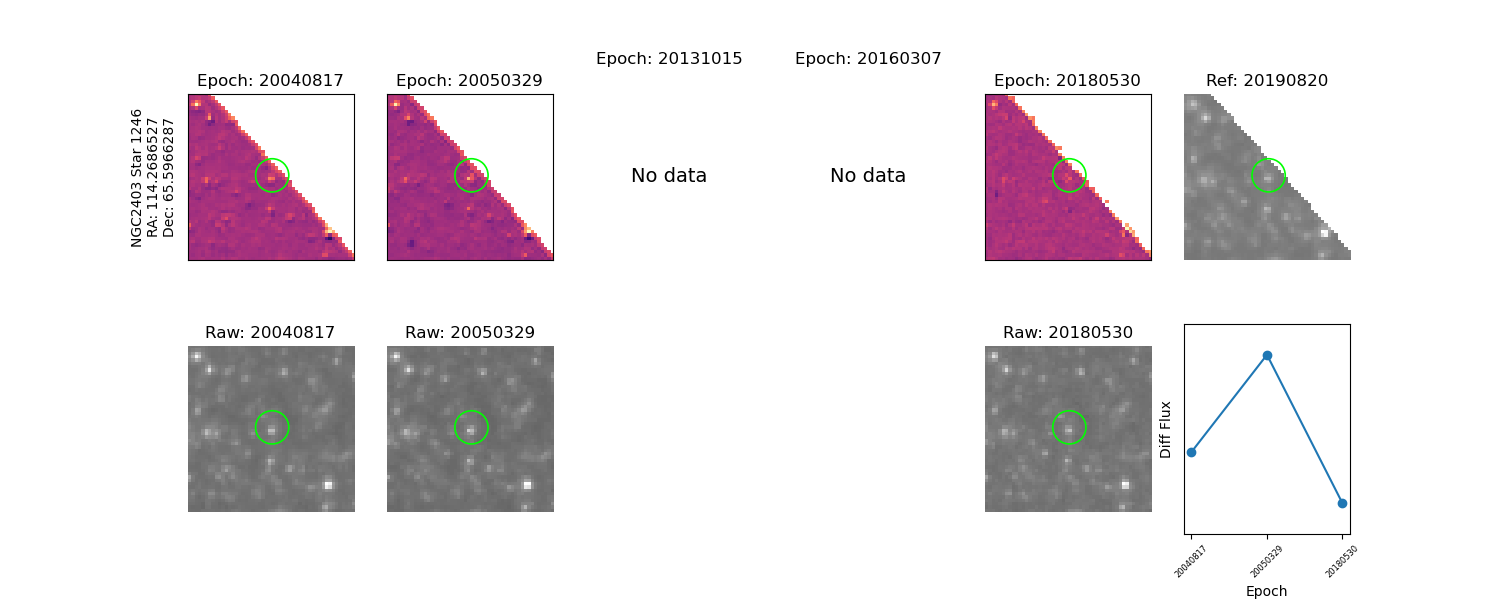 Epoch: 20040817
Epoch: 20050329
Epoch: 20131015
Epoch: 20160307
Epoch: 20180530
Ref: 20190820
NGC2403 Star 1246
RA: 114.2686527
Dec: 65.5966287
No data
No data
Raw: 20040817
Raw: 20050329
Raw: 20180530
Diff Flux
20040817
20050329
20180530
Epoch